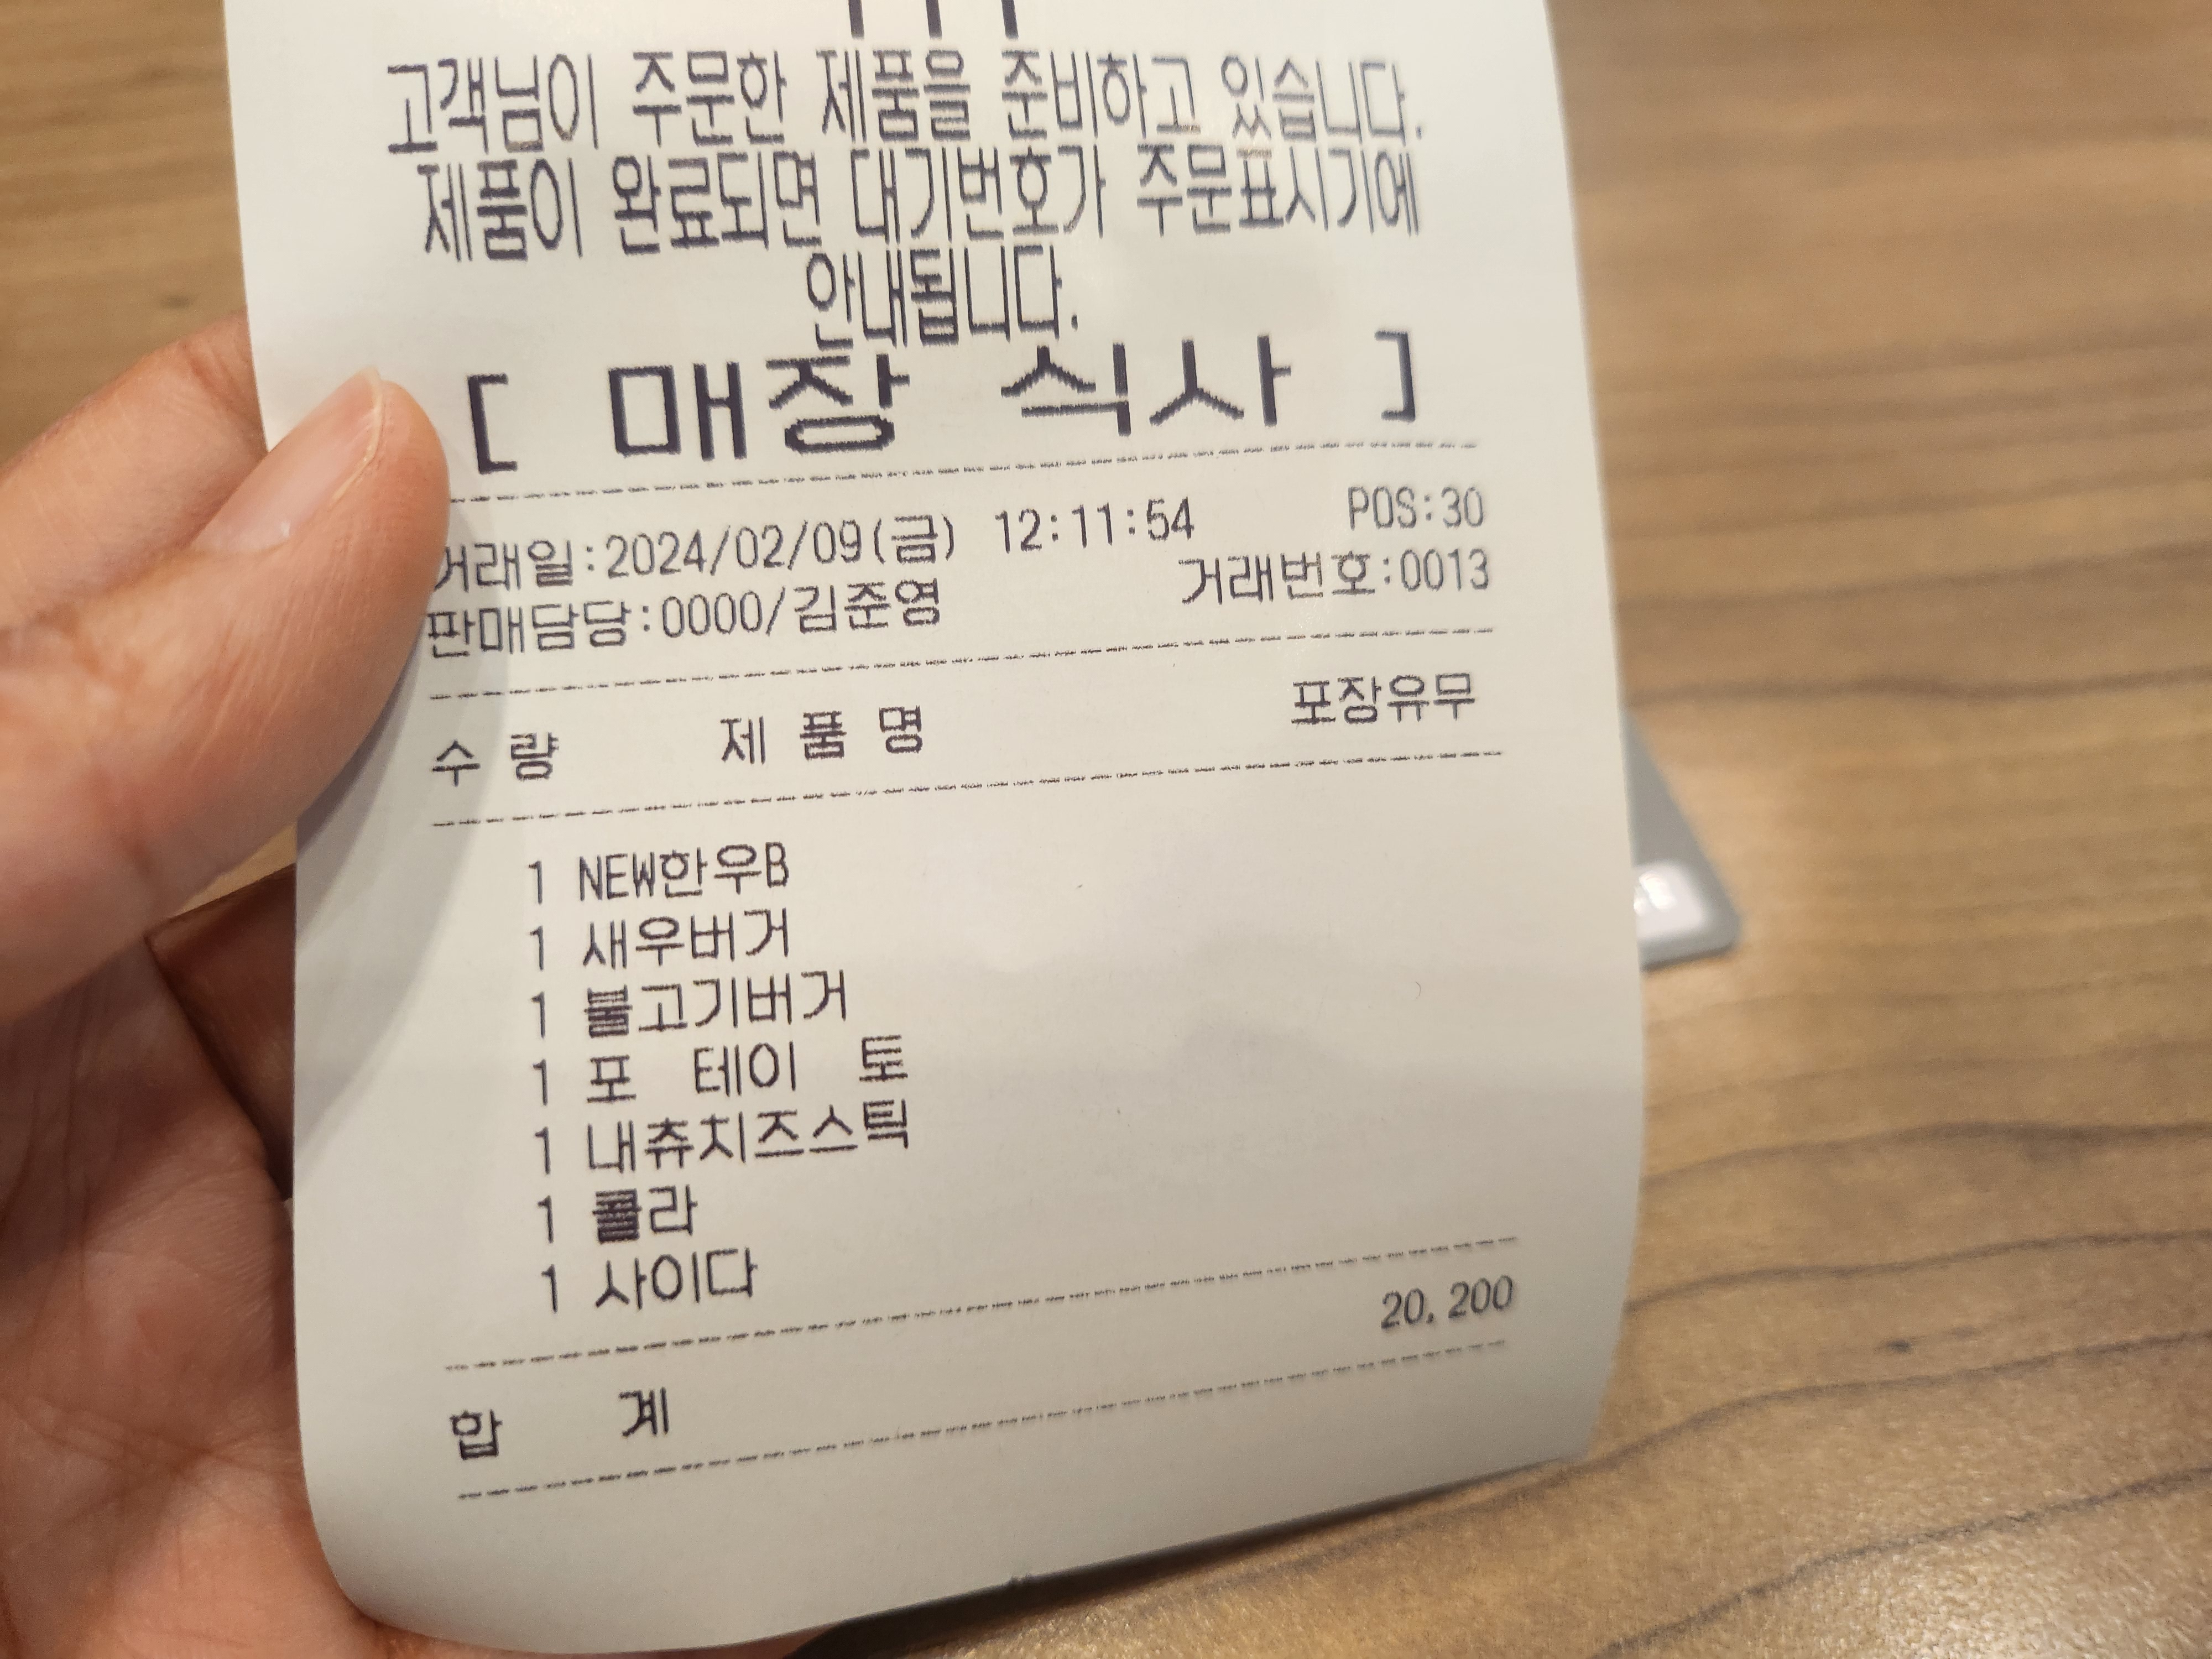 고객님이 주문한 제품을 준비하고 있습니다.
제품이 완료되면 대기번호가 주문표시기에
안내됩니다.
[ 매장 식사 ]
거래일:2024/02/09(금) 12:11:54 POS:30
판매담당:0000/김준영 거래번호:0013
수 량 제 품 명 포장유무
1 NEW한우B
1 새우버거
1 불고기버거
1 포 테이 토
1 내츄치즈스틱
1 콜라
1 사이다
합 계 20,200